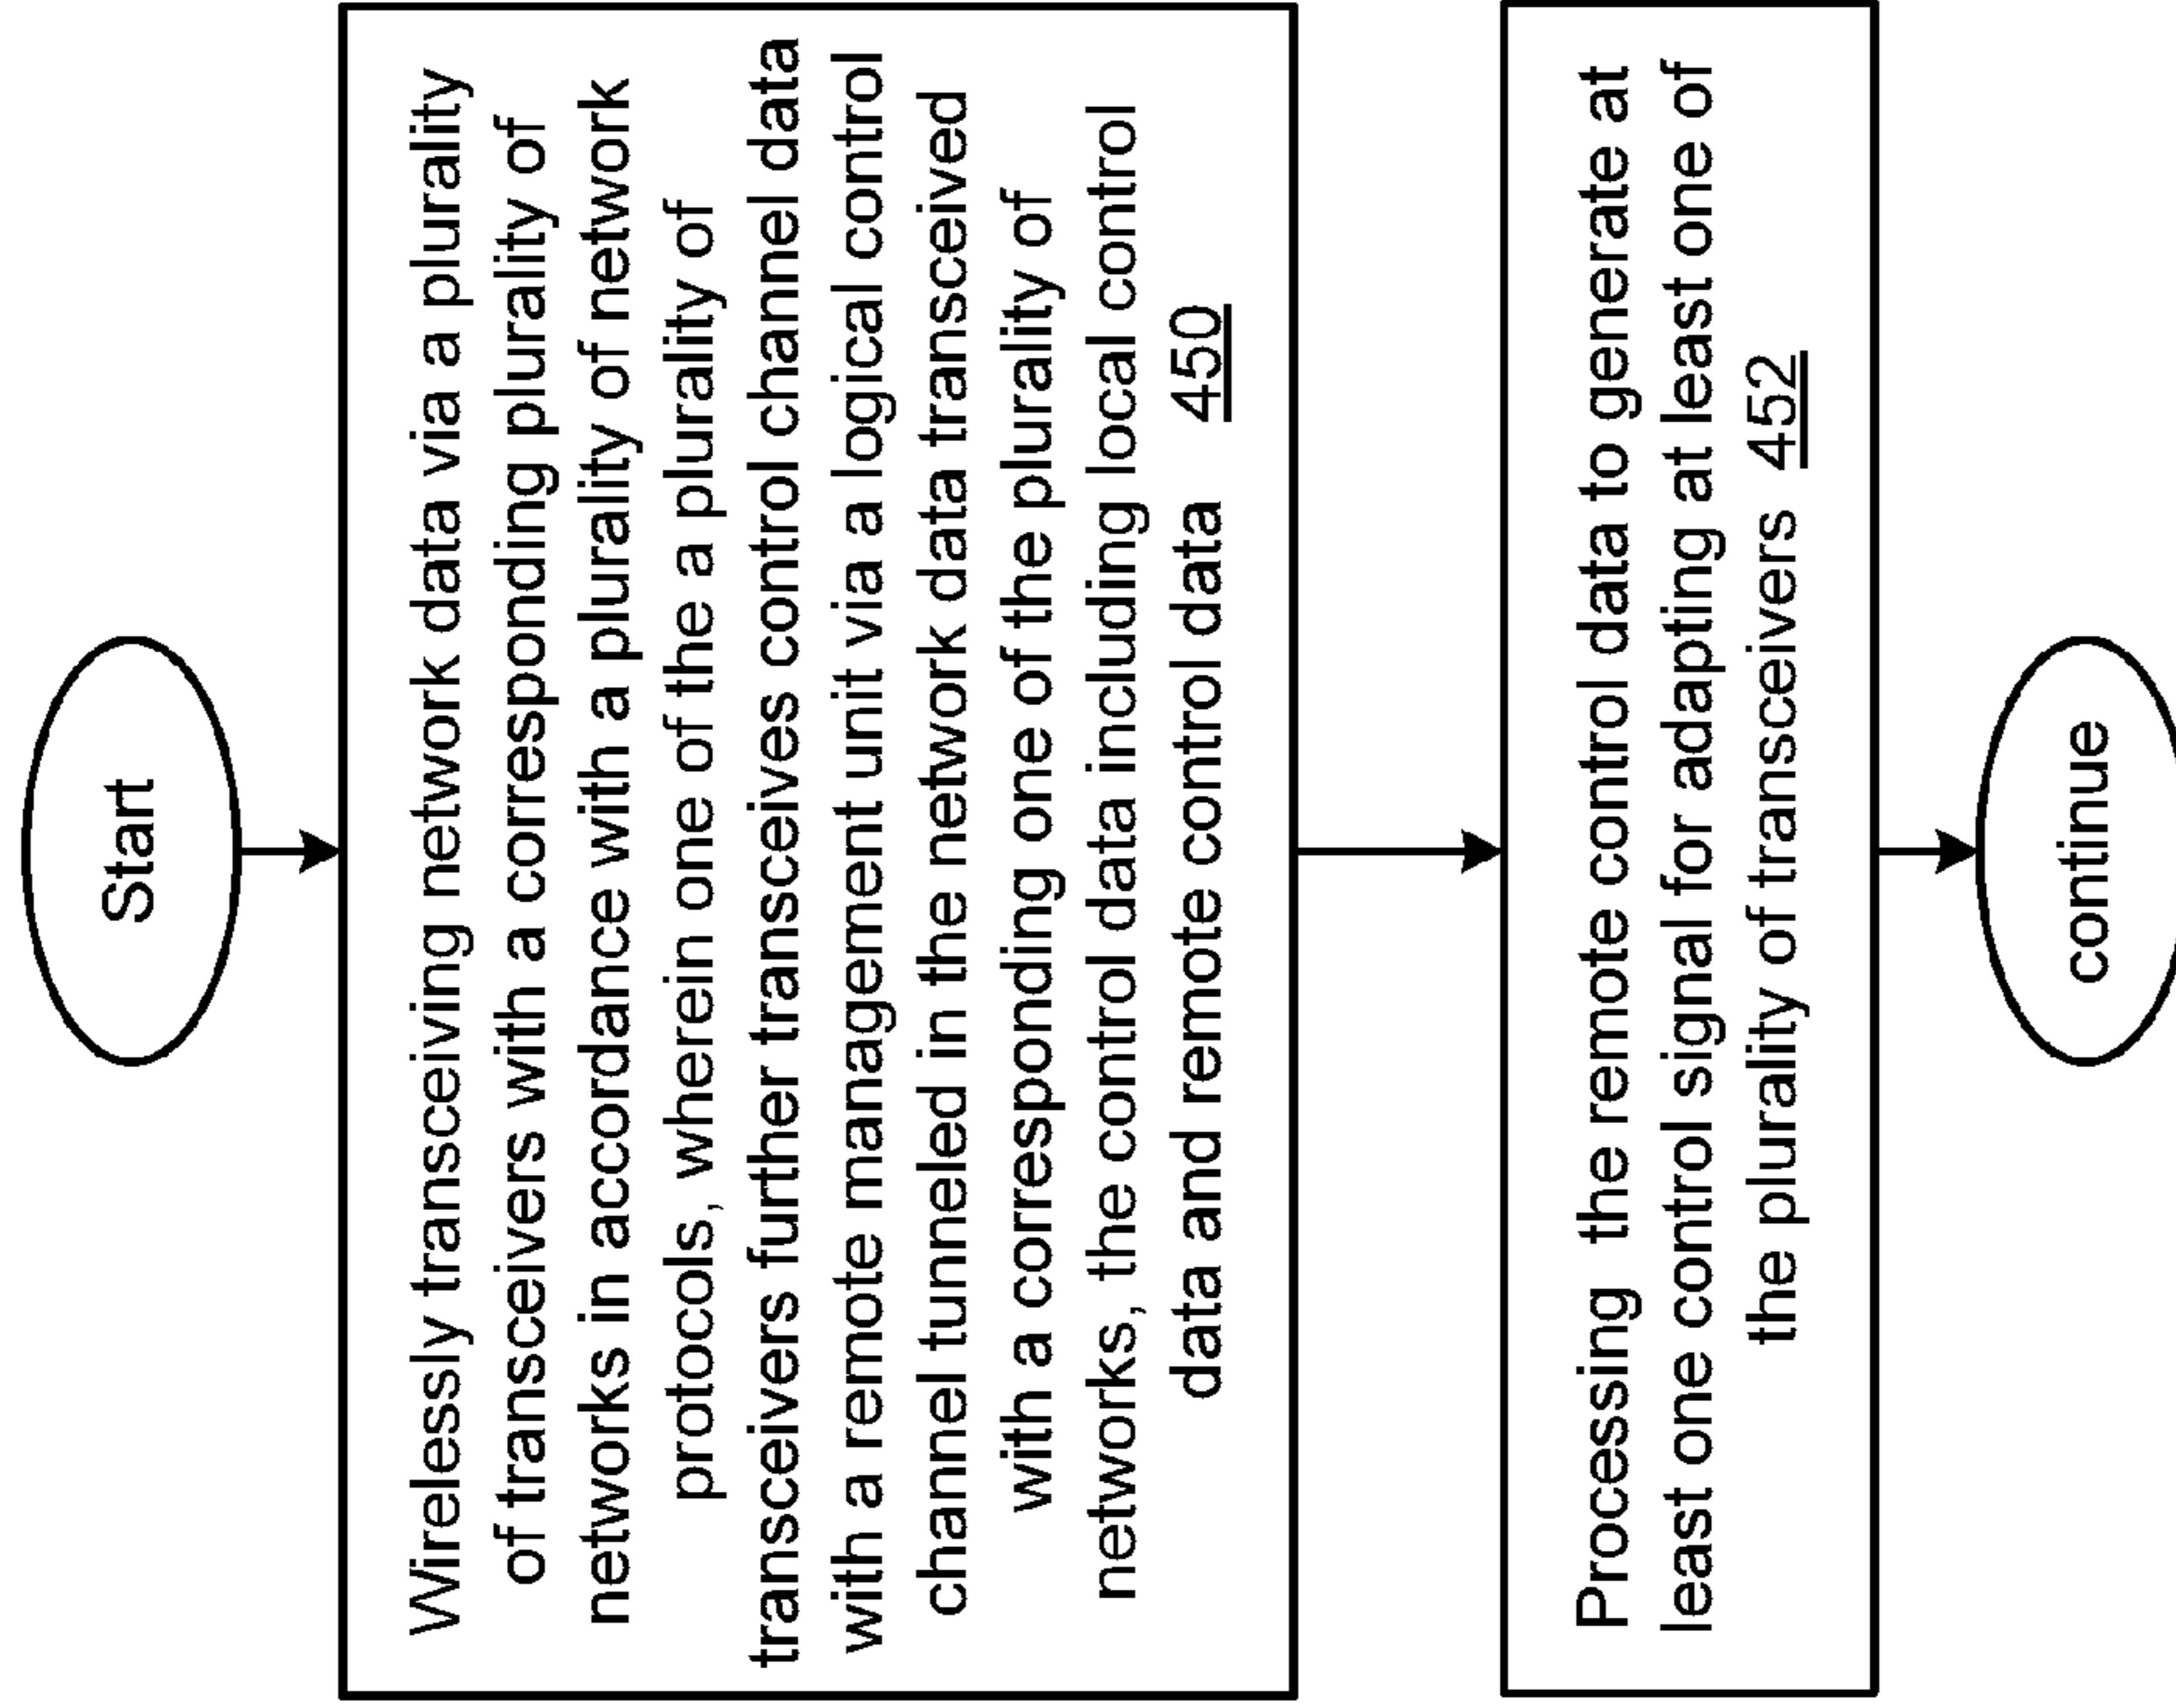 Start
Wirelessly transceiving network data via a plurality
of transceivers with a corresponding plurality of
networks in accordance with a plurality of network
protocols, wherein one of the a plurality of
transceivers further transceives control channel data
with a remote management unit via a logical control
channel tunneled in the network data transceived
with a corresponding one of the plurality of
networks, the control data including local control
data and remote control data 450
Processing the remote control data to generate at
least one control signal for adapting at least one of
the plurality of transceivers 452
continue